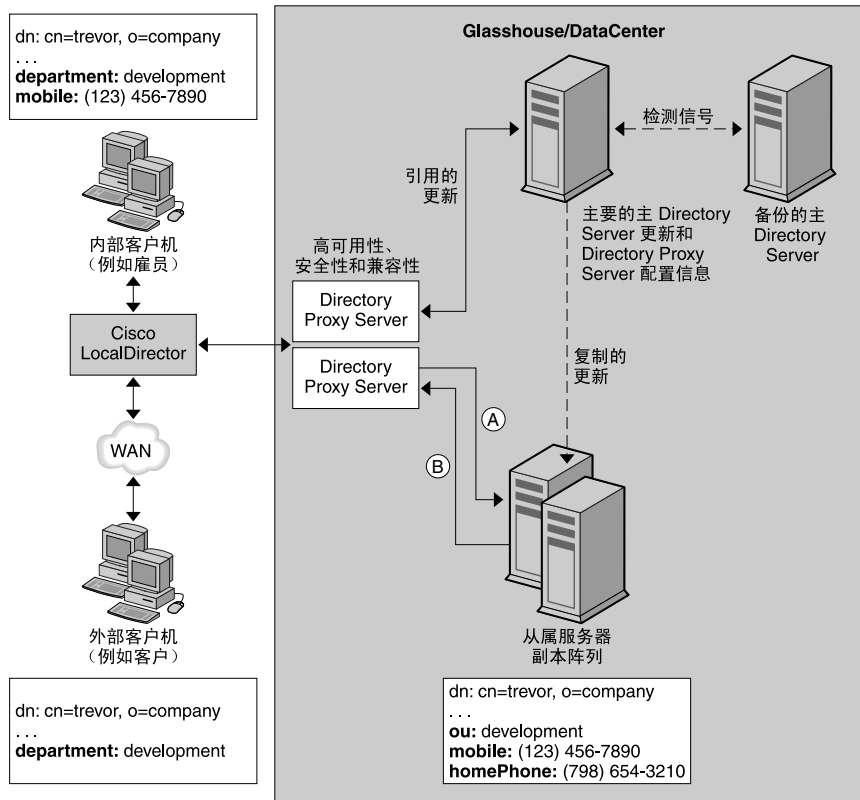 dn: cn=trevor, o=company
. . .
department: development
mobile: (123) 456-7890
内部客户机
（例如雇员）
Cisco
LocalDirector
WAN
外部客户机
（例如客户）
dn: cn=trevor, o=company
. . .
department: development
Glasshouse/DataCenter
检测信号
引用的
更新
主要的主 Directory
Server 更新和
Directory Proxy
Server 配置信息
备份的主
Directory
Server
高可用性、
安全性和兼容性
Directory
Proxy Server
Directory
Proxy Server
复制的
更新
A
B
从属服务器
副本阵列
dn: cn=trevor, o=company
. . .
ou: development
mobile: (123) 456-7890
homePhone: (798) 654-3210